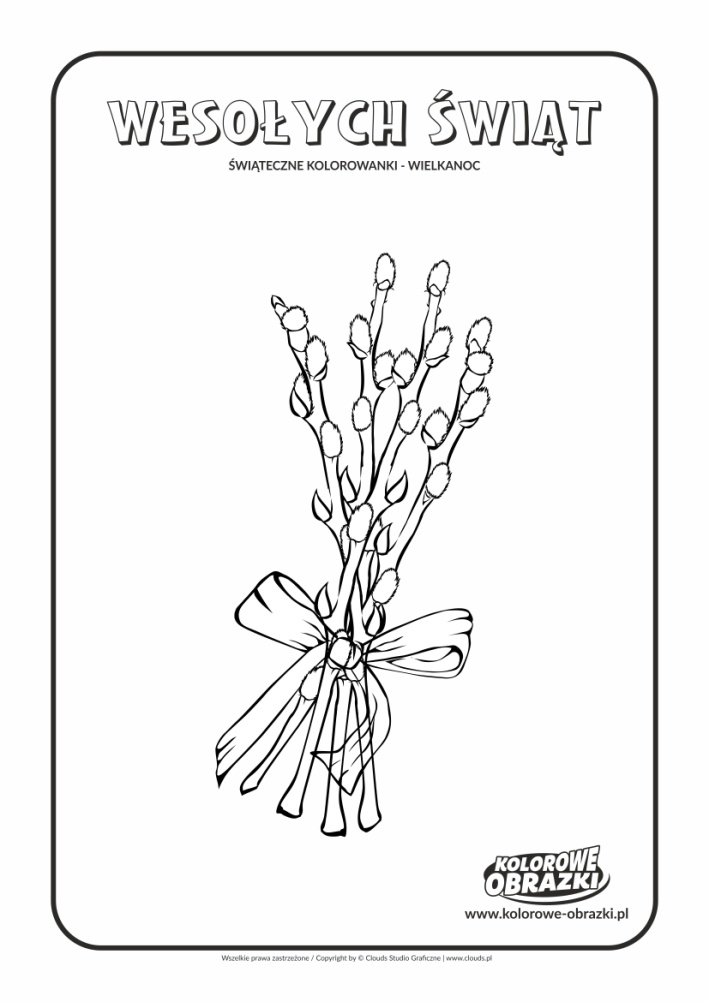 WESOŁYCH ŚWIĄT
ŚWIĄTECZNE KOLOROWANKI - WIELKANOC
KOLOROWE
OBRAZKI
www.kolorowe-obrazki.pl
Wszelkie prawa zastrzeżone / Copyright by © Clouds Studio Graficzne | www.clouds.pl